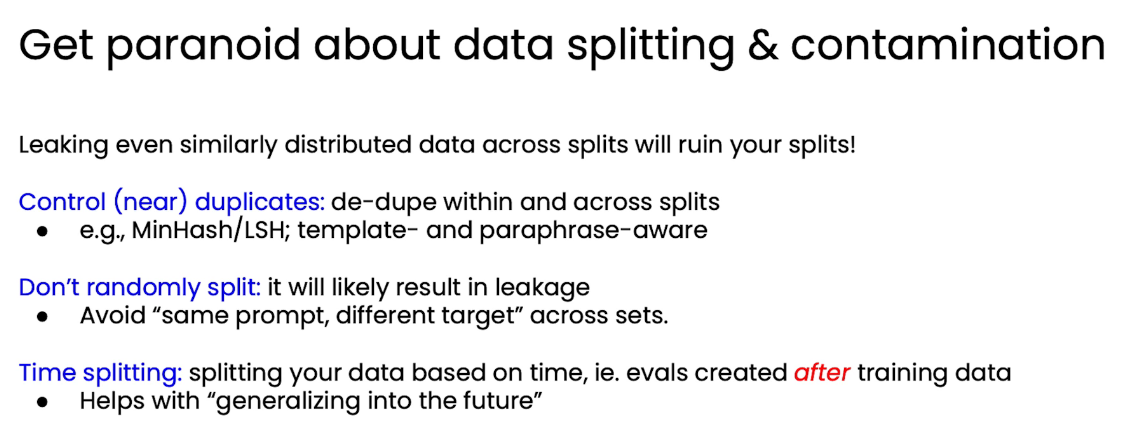 Get paranoid about data splitting & contamination
Leaking even similarly distributed data across splits will ruin your splits!
Control (near) duplicates: de-dupe within and across splits
● e.g., MinHash/LSH; template- and paraphrase-aware
Don’t randomly split: it will likely result in leakage
● Avoid “same prompt, different target” across sets.
Time splitting: splitting your data based on time, ie. evals created after training data
● Helps with “generalizing into the future”